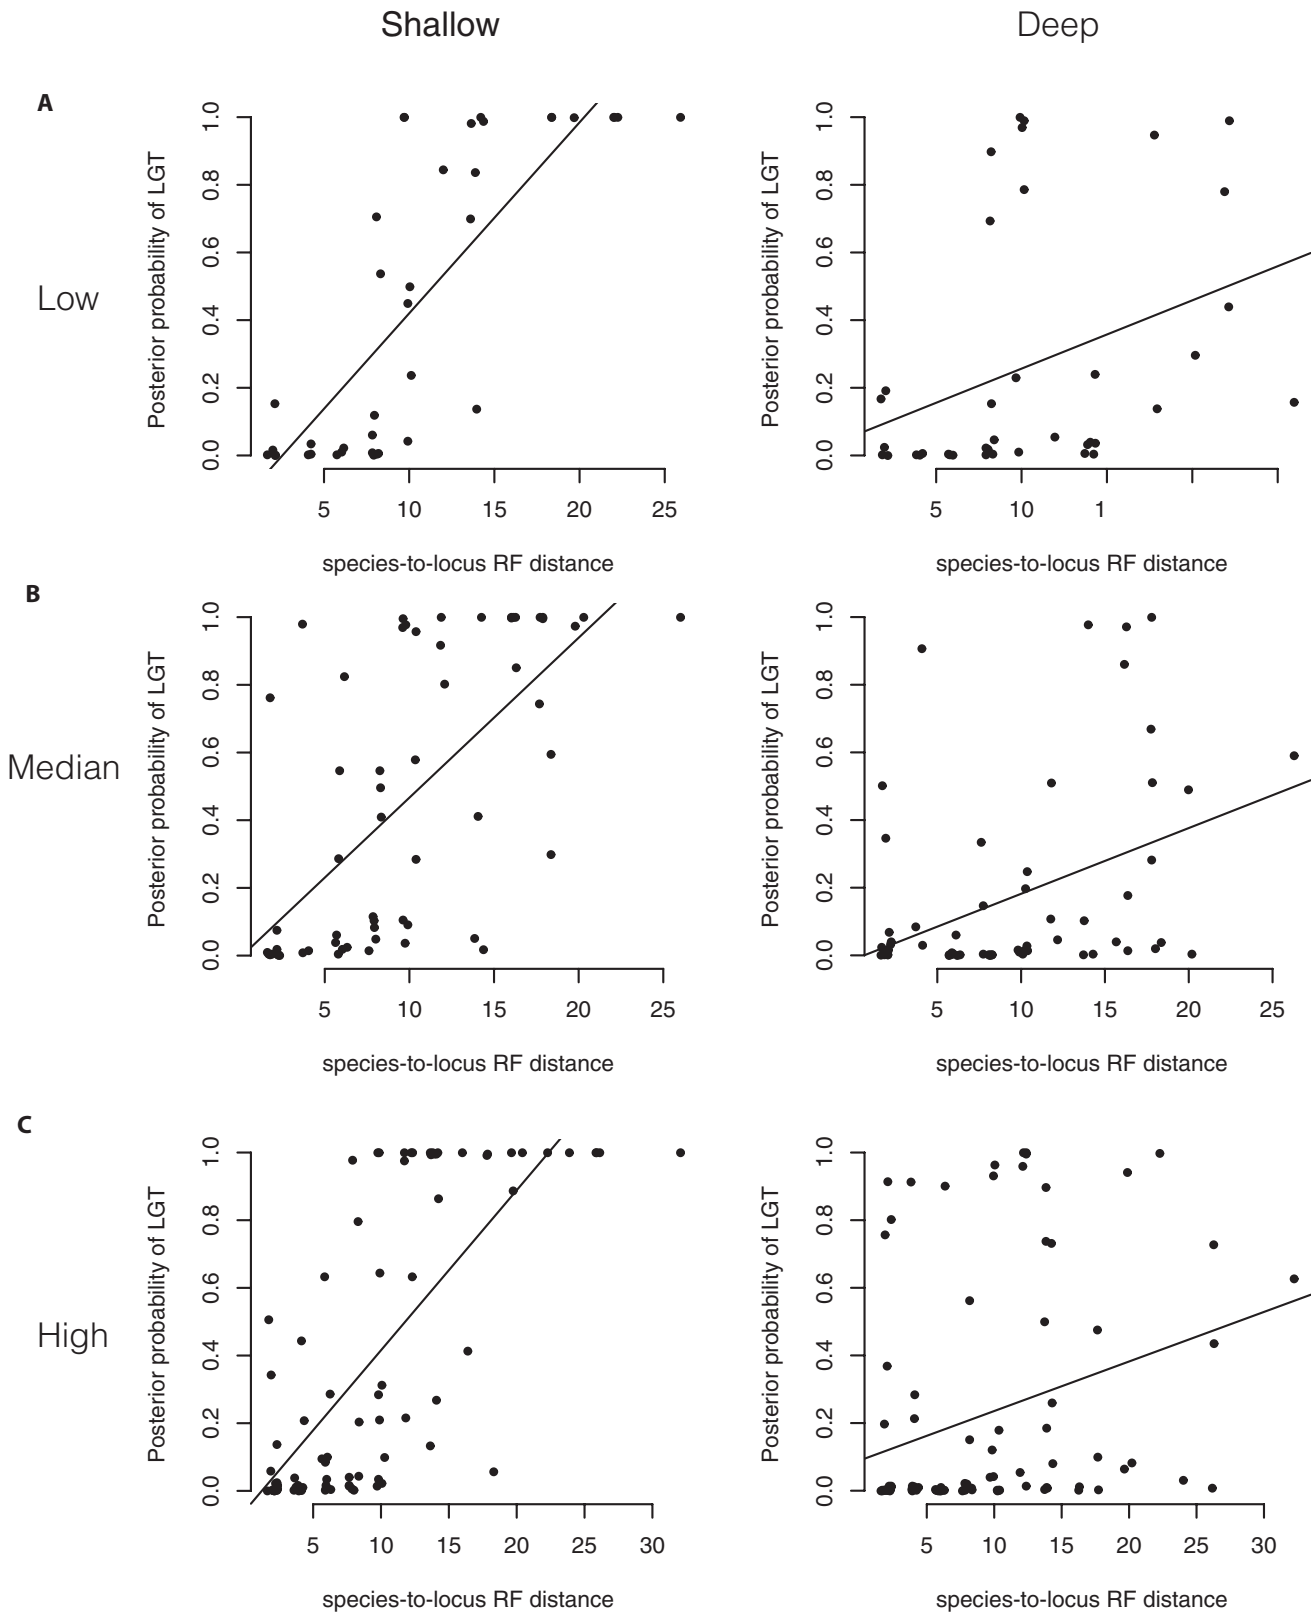 Shallow
Deep
A
Low
Posterior probability of LGT
0.0 0.2 0.4 0.6 0.8 1.0
5 10 15 20 25
species-to-locus RF distance
Posterior probability of LGT
0.0 0.2 0.4 0.6 0.8 1.0
5 10 1
species-to-locus RF distance
B
Median
Posterior probability of LGT
0.0 0.2 0.4 0.6 0.8 1.0
5 10 15 20 25
species-to-locus RF distance
Posterior probability of LGT
0.0 0.2 0.4 0.6 0.8 1.0
5 10 15 20 25
species-to-locus RF distance
C
High
Posterior probability of LGT
0.0 0.2 0.4 0.6 0.8 1.0
5 10 15 20 25 30
species-to-locus RF distance
Posterior probability of LGT
0.0 0.2 0.4 0.6 0.8 1.0
5 10 15 20 25 30
species-to-locus RF distance